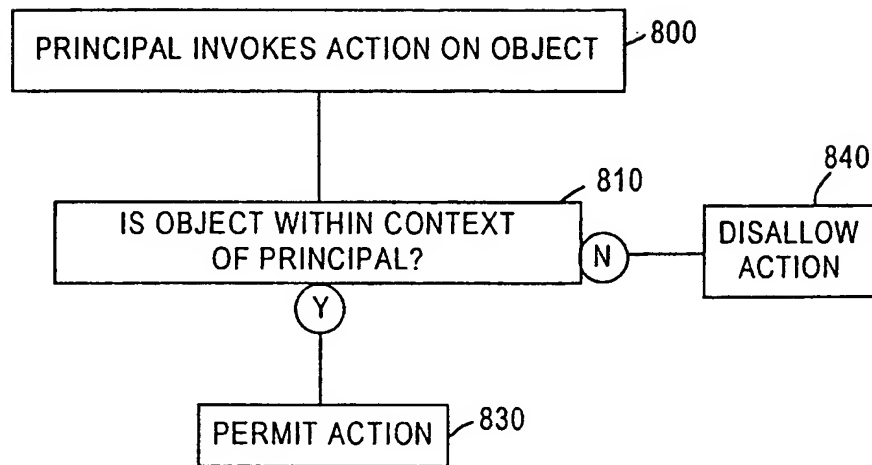 PRINCIPAL INVOKES ACTION ON OBJECT
800
810
IS OBJECT WITHIN CONTEXT
OF PRINCIPAL?
N
840
DISALLOW
ACTION
Y
PERMIT ACTION
830